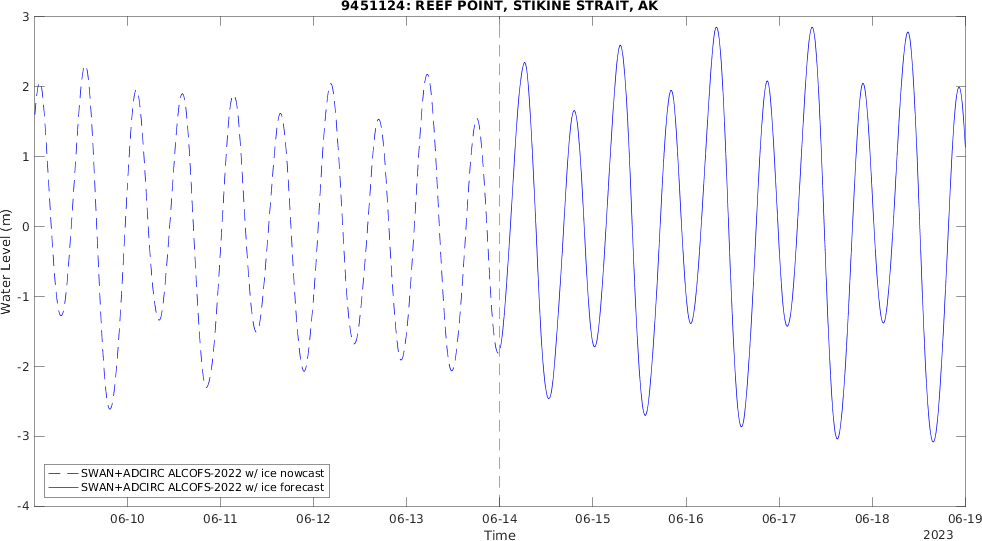 9451124: REEF POINT, STIKINE STRAIT, AK
3
2
1
0
-1
-2
-3
-4
Water Level (m)
SWAN+ADCIRC ALCOFS-2022 w/ ice nowcast
SWAN+ADCIRC ALCOFS-2022 w/ ice forecast
06-10 06-11 06-12 06-13 06-14 06-15 06-16 06-17 06-18 06-19
Time
2023